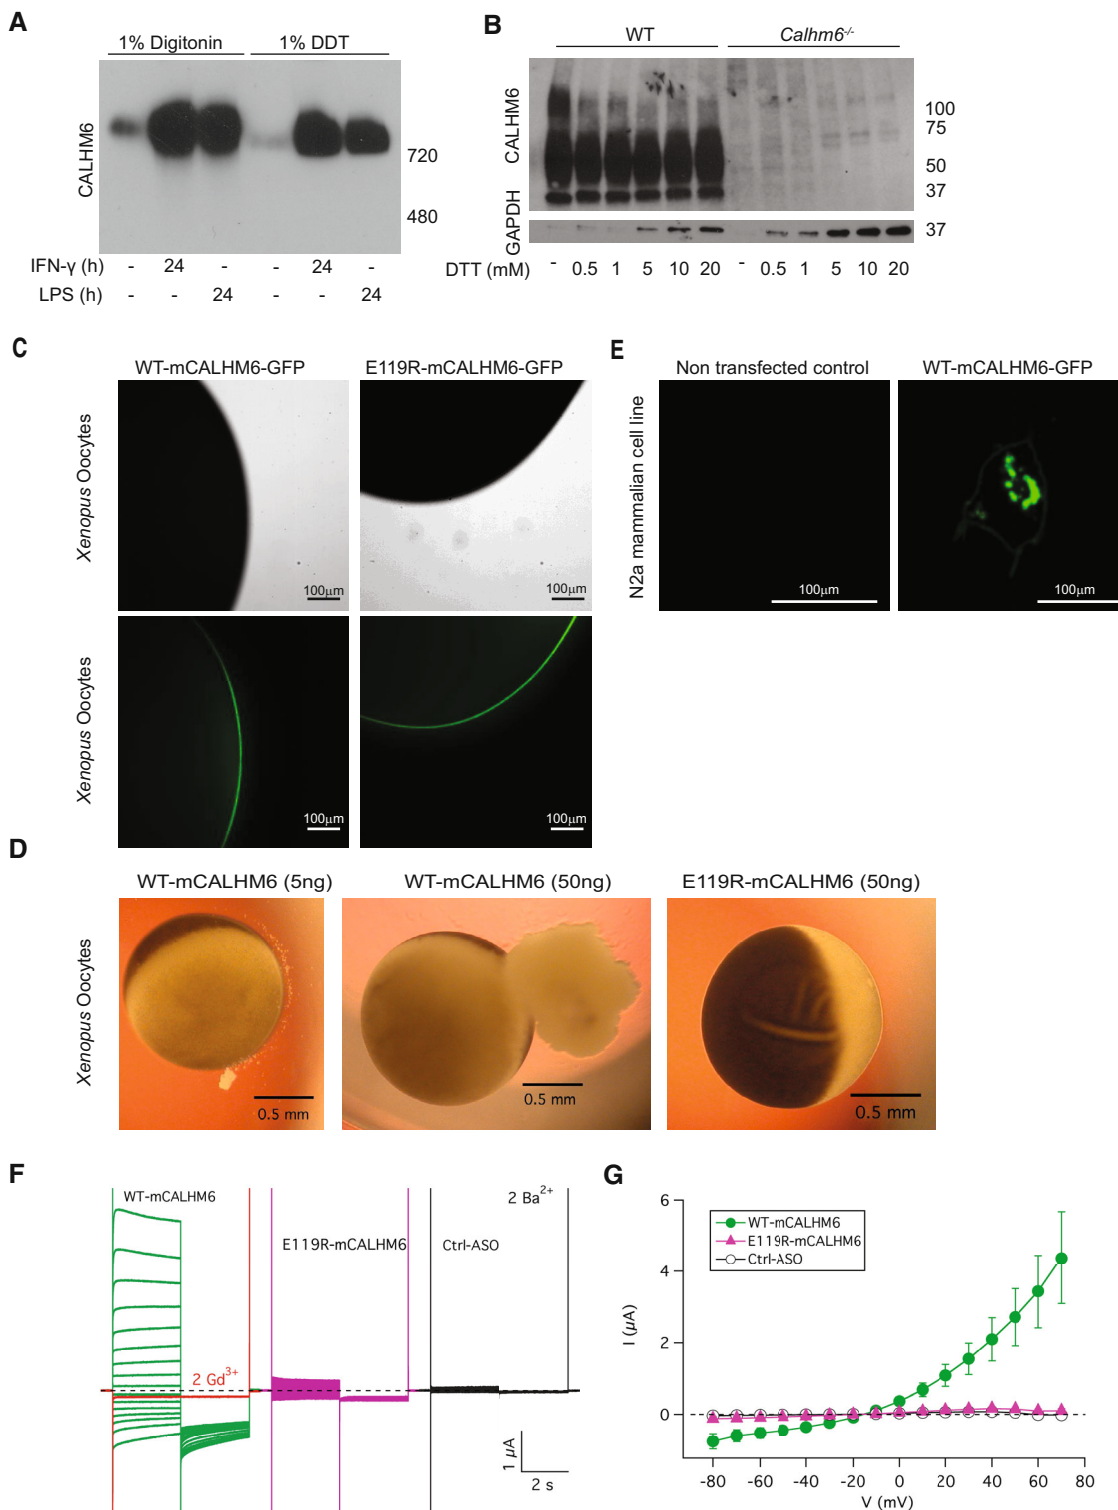 A
1% Digitonin 1% DDT
CALHM6
720
480
IFN-γ (h) - 24 - - 24 -
LPS (h) - - 24 - - 24
B
WT Calhm6-/-
CALHM6
100
75
50
37
GAPDH
37
DTT (mM) - 0.5 1 5 10 20 - 0.5 1 5 10 20
C
WT-mCALHM6-GFP E119R-mCALHM6-GFP
Xenopus Oocytes
100μm 100μm
Xenopus Oocytes
100μm 100μm
E
Non transfected control WT-mCALHM6-GFP
N2a mammalian cell line
100μm 100μm
D
WT-mCALHM6 (5ng) WT-mCALHM6 (50ng) E119R-mCALHM6 (50ng)
Xenopus Oocytes
0.5 mm 0.5 mm 0.5 mm
F
WT-mCALHM6 2 Ba2+
E119R-mCALHM6 Ctrl-ASO
2 Gd3+
1 μA
2 s
G
6
4
2
0
I (μA)
WT-mCALHM6
E119R-mCALHM6
Ctrl-ASO
-80 -60 -40 -20 0 20 40 60 80
V (mV)